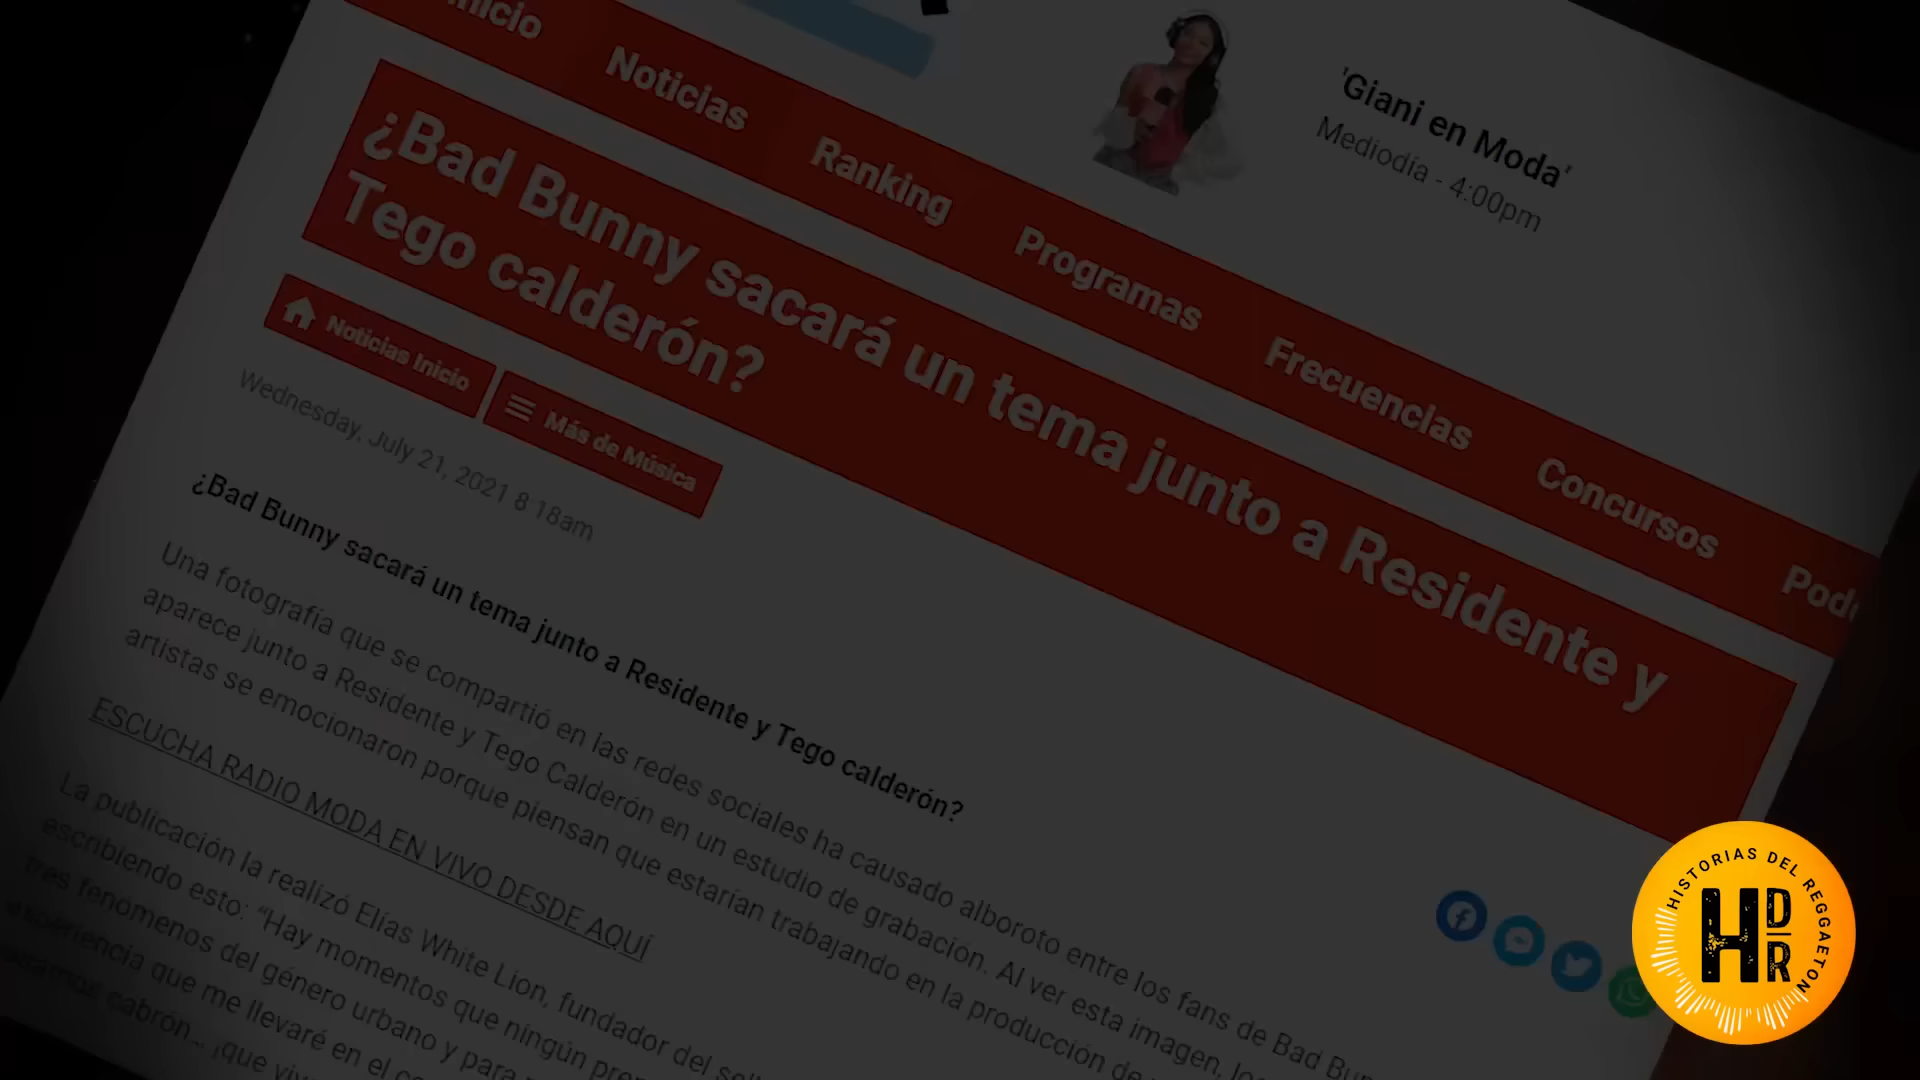 Inicio
Noticias
Ranking
Programas
Frecuencias
Concursos
'Giani en Moda'
Mediodía - 4:00pm
¿Bad Bunny sacará un tema junto a Residente y
Tego calderón?
Noticias Inicio
Más de Música
Wednesday, July 21, 2021 8:18am
¿Bad Bunny sacará un tema junto a Residente y Tego calderón?
Una fotografía que se compartió en las redes sociales ha causado alboroto entre los fans de Bad
aparece junto a Residente y Tego Calderón en un estudio de grabación. Al ver esta imagen,
artistas se emocionaron porque piensan que estarían trabajando en la producción de
ESCUCHA RADIO MODA EN VIVO DESDE AQUÍ
La publicación la realizó Elías White Lion, fundador del
escribiendo esto: “Hay momentos que ningún
tres fenómenos del género urbano y para
experiencia que me llevaré en el
cabrón... ¡que
HISTORIAS DEL REGGAETON
HDR